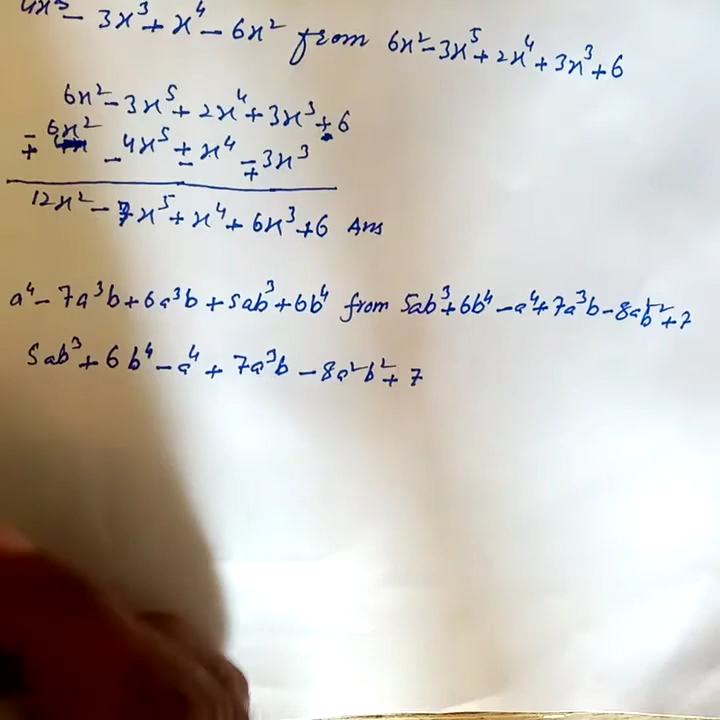 4x⁵ - 3x³ + x⁴ - 6x² from 6x² - 3x⁵ + 2x⁴ + 3x³ + 6
6x² - 3x⁵ + 2x⁴ + 3x³ + 6
∓ 6x² - 4x⁵ ± x⁴ ∓ 3x³
12x² - 7x⁵ + x⁴ + 6x³ + 6 Ans
a⁴ - 7a³b + 6a³b + 5ab³ + 6b⁴ from 5ab³ + 6b⁴ - a⁴ + 7a³b - 8a²b² + 7
5ab³ + 6b⁴ - a⁴ + 7a³b - 8a²b² + 7